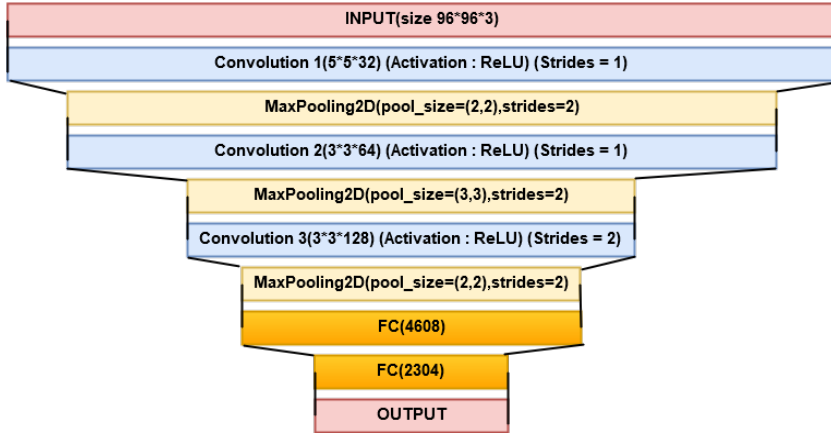 INPUT(size 96*96*3)
Convolution 1(5*5*32) (Activation : ReLU) (Strides = 1)
MaxPooling2D(pool_size=(2,2),strides=2)
Convolution 2(3*3*64) (Activation : ReLU) (Strides = 1)
MaxPooling2D(pool_size=(3,3),strides=2)
Convolution 3(3*3*128) (Activation : ReLU) (Strides = 2)
MaxPooling2D(pool_size=(2,2),strides=2)
FC(4608)
FC(2304)
OUTPUT